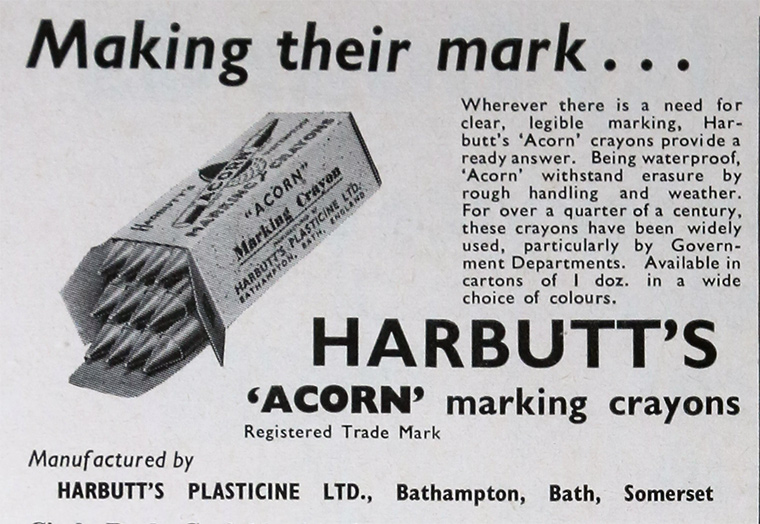 Making their mark...
Wherever there is a need for
clear, legible marking, Har-
butt's 'Acorn' crayons provide a
ready answer. Being waterproof,
'Acorn' withstand erasure by
rough handling and weather.
For over a quarter of a century,
these crayons have been widely
used, particularly by Govern-
ment Departments. Available in
cartons of 1 doz. in a wide
choice of colours.
HARBUTT'S
ACORN
MARKING CRAYONS
"ACORN"
Marking Crayon
HARBUTT'S PLASTICINE LTD.
BATHAMPTON, BATH, ENGLAND
HARBUTT'S
'ACORN' marking crayons
Registered Trade Mark
Manufactured by
HARBUTT'S PLASTICINE LTD., Bathampton, Bath, Somerset